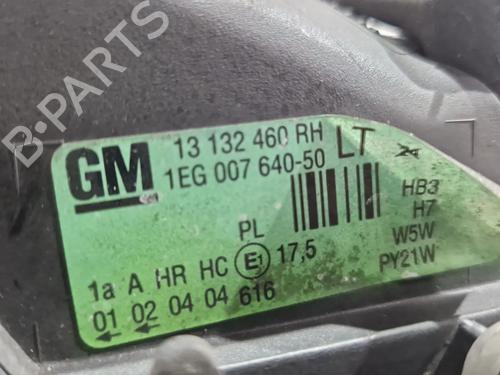 GM
13 132 460 RH
1EG 007 640-50
LT
HB3
H7
W5W
PY21W
PL
1a A HR HC E1 17,5
01 02 04 04 616
BPARTS